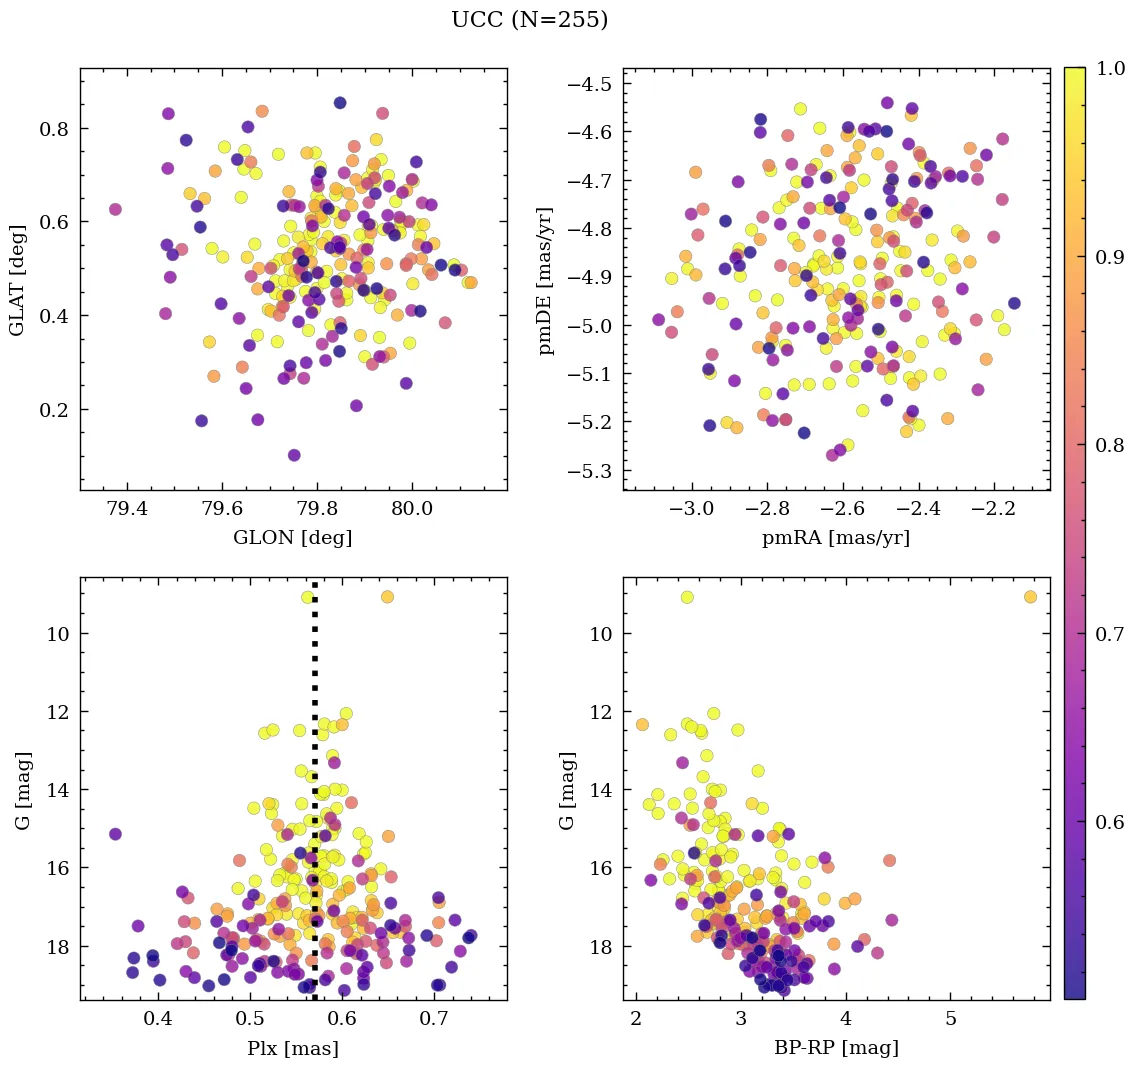 UCC (N=255)
0.8
0.6
0.4
0.2
GLAT [deg]
79.4 79.6 79.8 80.0
GLON [deg]
−4.5
−4.6
−4.7
−4.8
−4.9
−5.0
−5.1
−5.2
−5.3
pmDE [mas/yr]
−3.0 −2.8 −2.6 −2.4 −2.2
pmRA [mas/yr]
10
12
14
16
18
G [mag]
0.4 0.5 0.6 0.7
Plx [mas]
10
12
14
16
18
G [mag]
2 3 4 5
BP-RP [mag]
1.0
0.9
0.8
0.7
0.6